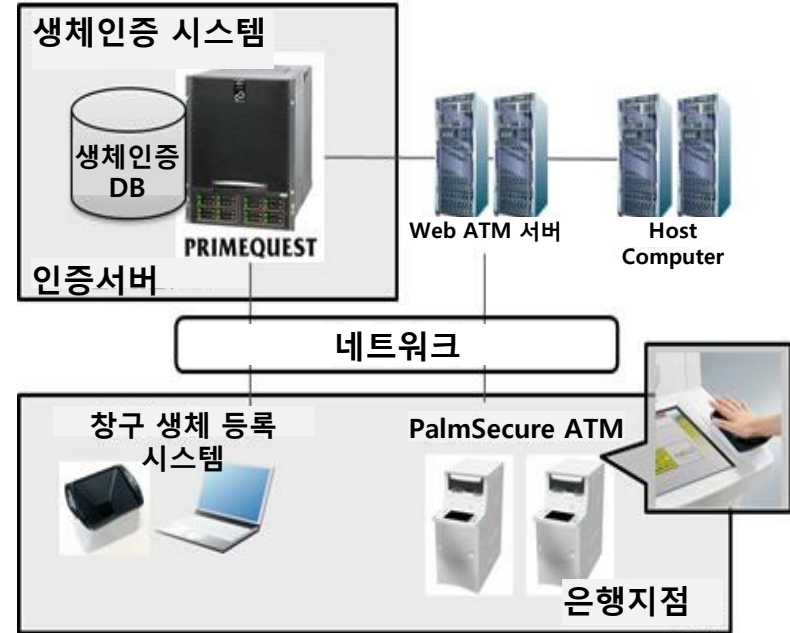 생체인증 시스템
생체인증
DB
PRIMEQUEST
인증서버
Web ATM 서버
Host
Computer
네트워크
창구 생체 등록
시스템
PalmSecure ATM
은행지점